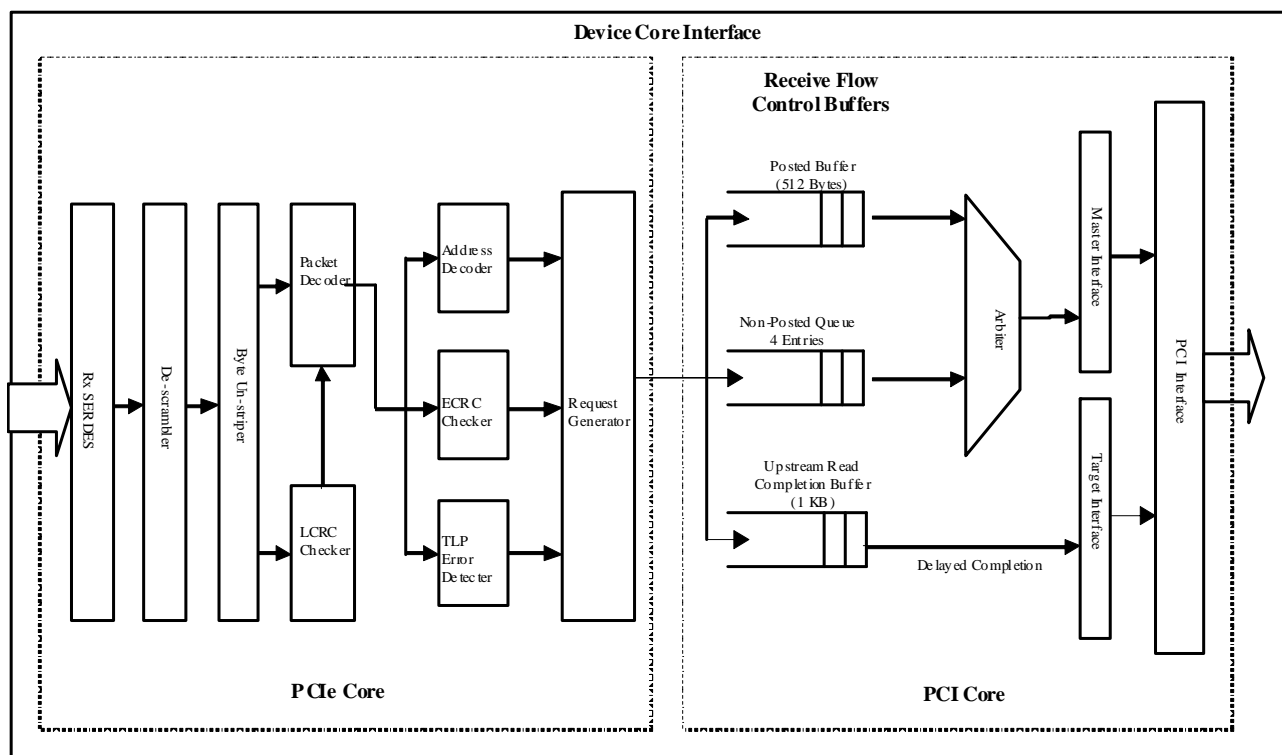 Device Core Interface
Receive Flow
Control Buffers
Posted Buffer
(512 Bytes)
Rx SERDES
De-scrambler
Byte Un-striper
Packet
Decoder
Address
Decoder
Master Interface
Non-Posted Queue
4 Entries
Arbiter
PCI Interface
ECRC
Checker
Request
Generator
Upstream Read
Completion Buffer
(1 KB)
Target Interface
LCRC
Checker
TLP
Error
Detecter
Delayed Completion
PCIe Core
PCI Core